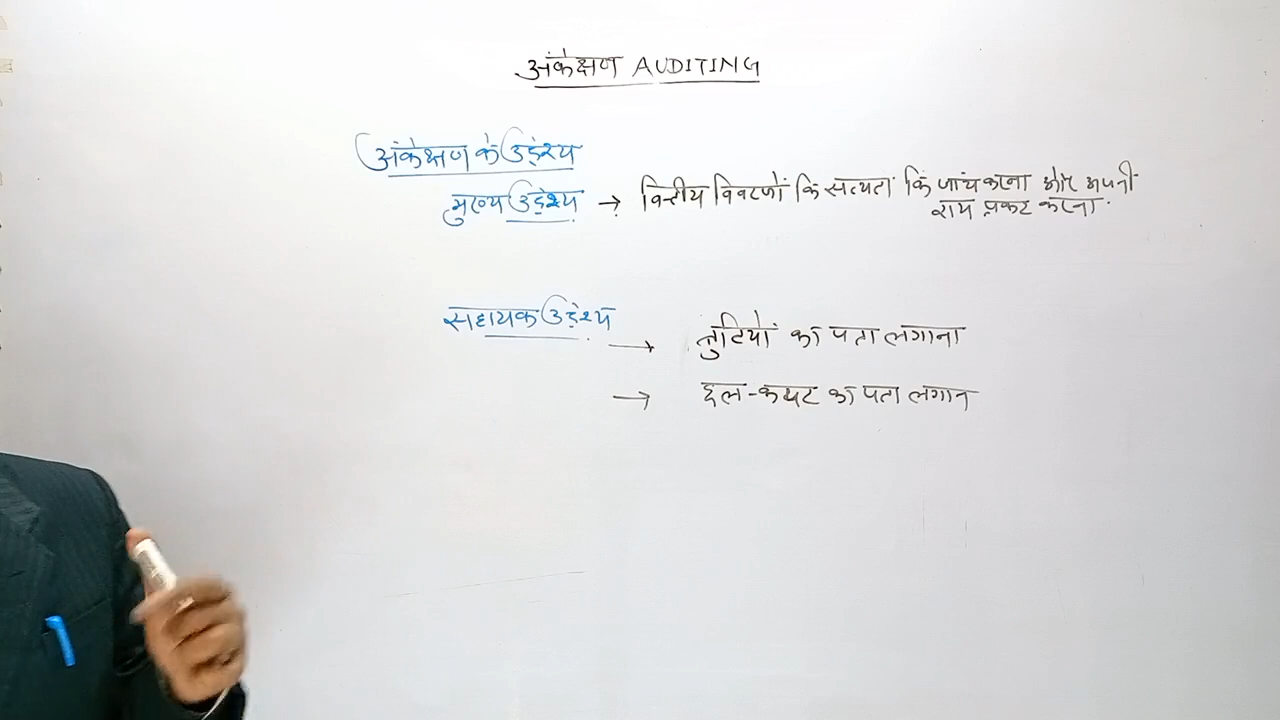 अंकेक्षण AUDITING
अंकेक्षण के उद्देश्य
मुख्य उद्देश्य → वित्तीय विवरणों कि सत्यता कि जांच करना और अपनी
राय प्रकट करना.
सहायक उद्देश्य
→ त्रुटियों का पता लगाना
→ छल-कपट का पता लगान